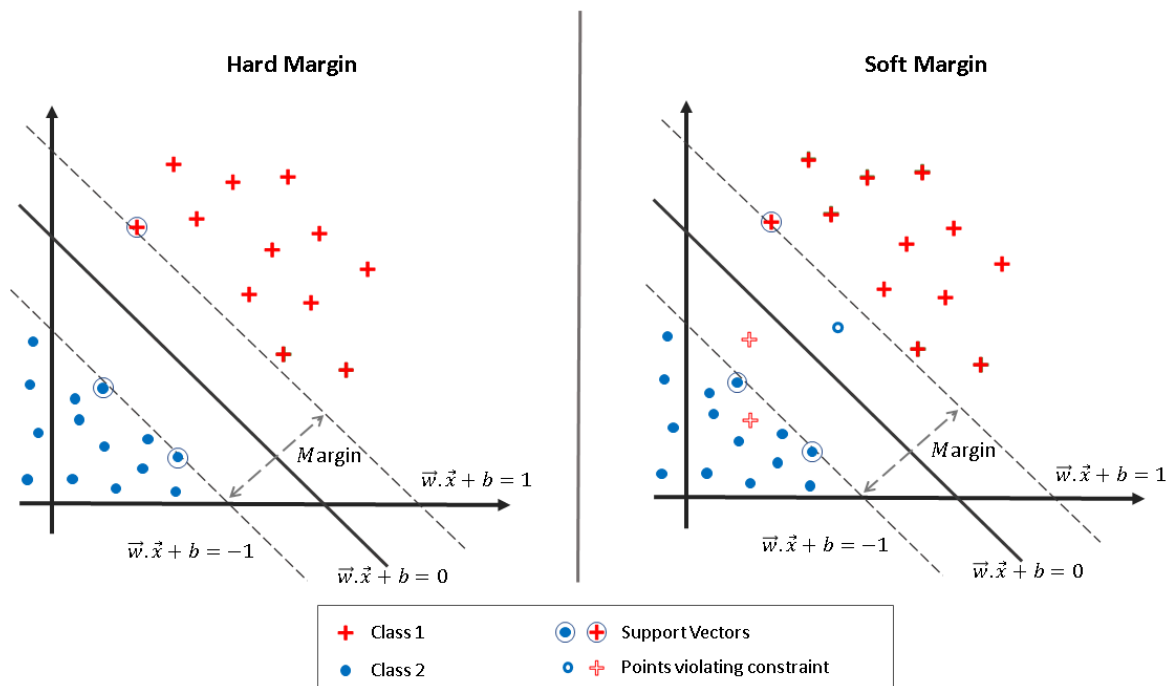 Hard Margin
Margin
w⃗.x⃗ + b = 1
w⃗.x⃗ + b = −1
w⃗.x⃗ + b = 0
Soft Margin
Margin
w⃗.x⃗ + b = 1
w⃗.x⃗ + b = −1
w⃗.x⃗ + b = 0
Class 1
Support Vectors
Class 2
Points violating constraint